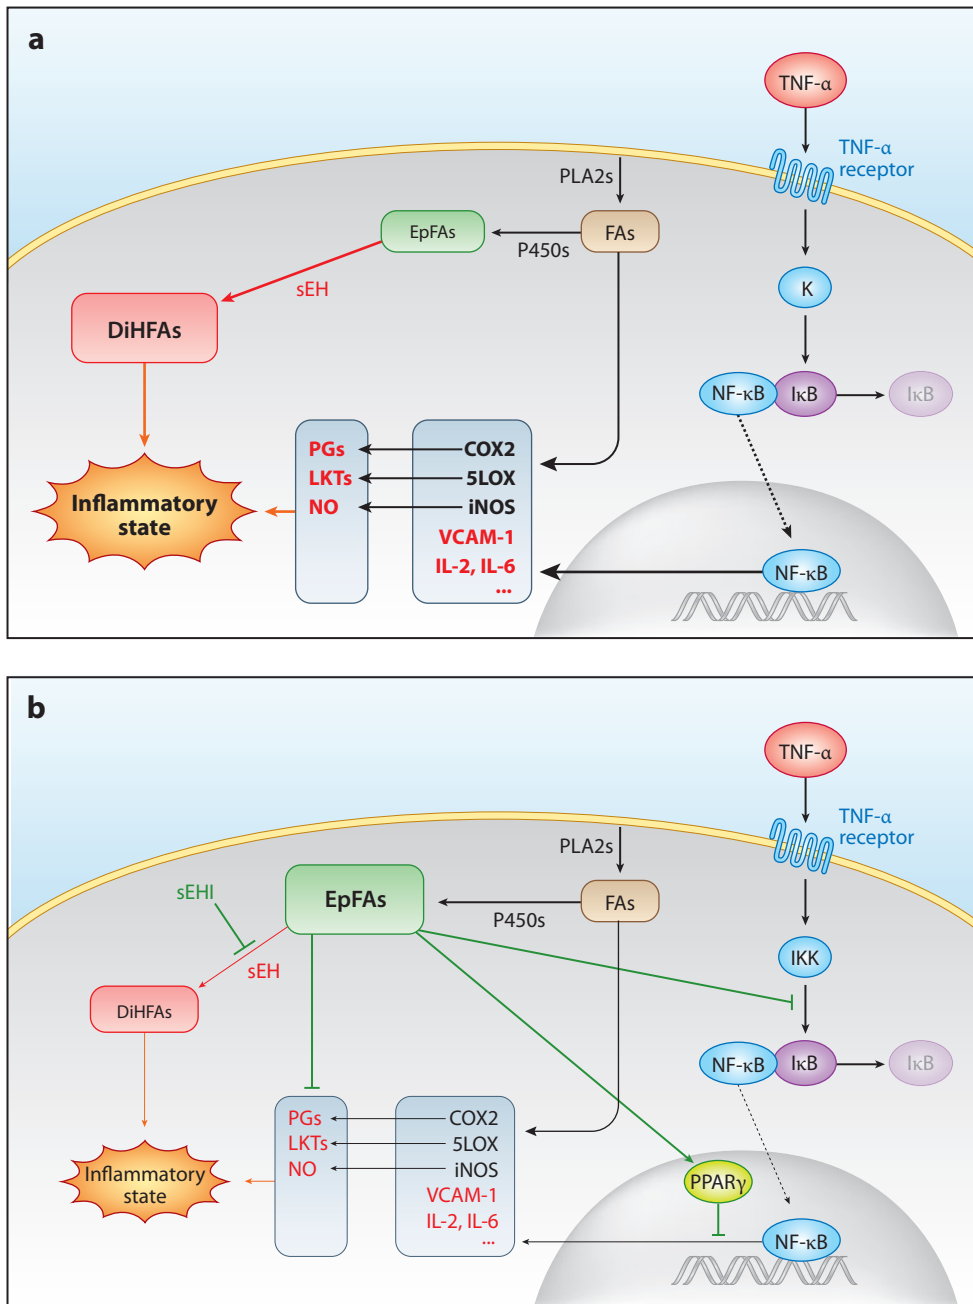 a
TNF-α
TNF-α
receptor
PLA2s
FAs
P450s
EpFAs
sEH
DiHFAs
K
NF-κB
IκB
IκB
PGs
COX2
LKTs
5LOX
NO
iNOS
VCAM-1
IL-2, IL-6
...
Inflammatory
state
NF-κB
b
TNF-α
TNF-α
receptor
PLA2s
FAs
P450s
EpFAs
sEHI
sEH
DiHFAs
IKK
NF-κB
IκB
IκB
PGs
COX2
LKTs
5LOX
NO
iNOS
VCAM-1
IL-2, IL-6
...
Inflammatory
state
PPARγ
NF-κB